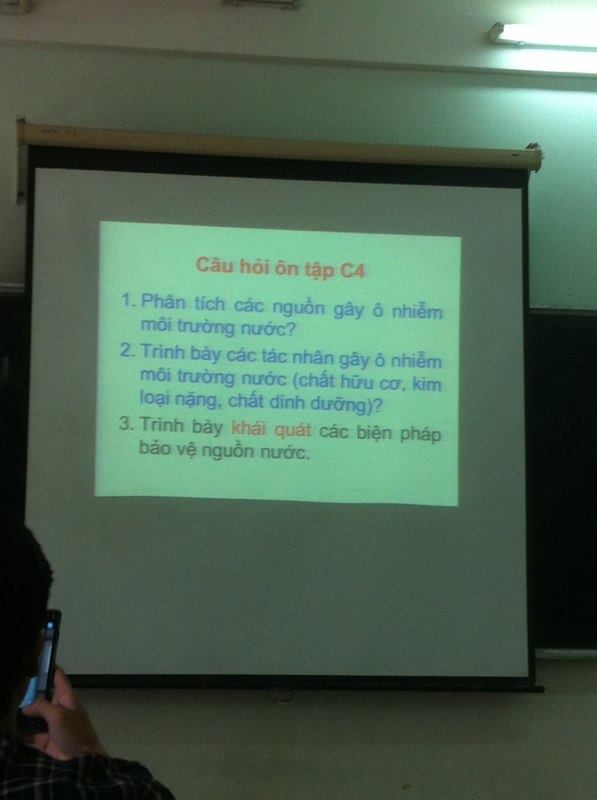 Câu hỏi ôn tập C4
1. Phân tích các nguồn gây ô nhiễm
môi trường nước?
2. Trình bày các tác nhân gây ô nhiễm
môi trường nước (chất hữu cơ, kim
loại nặng, chất dinh dưỡng)?
3. Trình bày khái quát các biện pháp
bảo vệ nguồn nước.